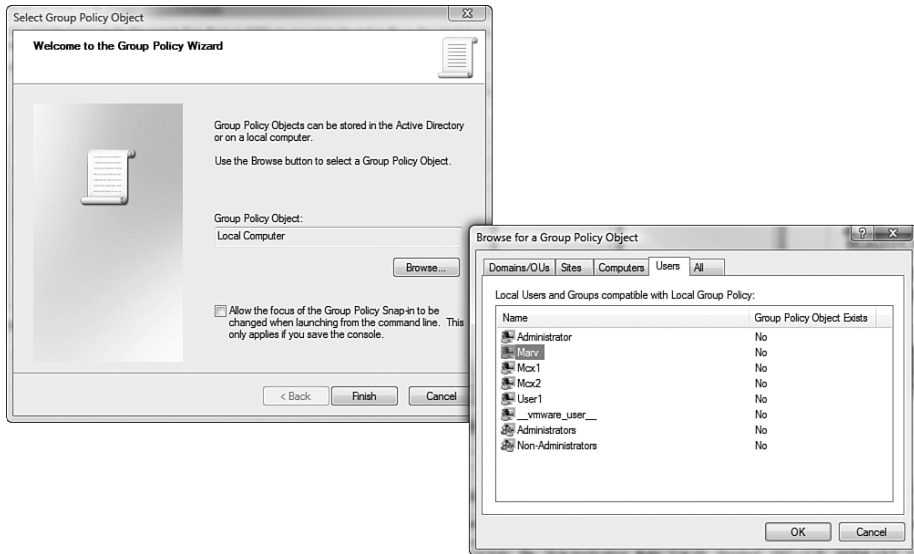 Select Group Policy Object
Welcome to the Group Policy Wizard
Group Policy Objects can be stored in the Active Directory
or on a local computer.
Use the Browse button to select a Group Policy Object.
Group Policy Object:
Local Computer
Browse...
Allow the focus of the Group Policy Snap-in to be
changed when launching from the command line. This
only applies if you save the console.
< Back Finish Cancel
Browse for a Group Policy Object
Domains/OUs Sites Computers Users All
Local Users and Groups compatible with Local Group Policy:
Name Group Policy Object Exists
Administrator No
Marv No
Mcx1 No
Mcx2 No
User1 No
__vmware_user__ No
Administrators No
Non-Administrators No
OK Cancel